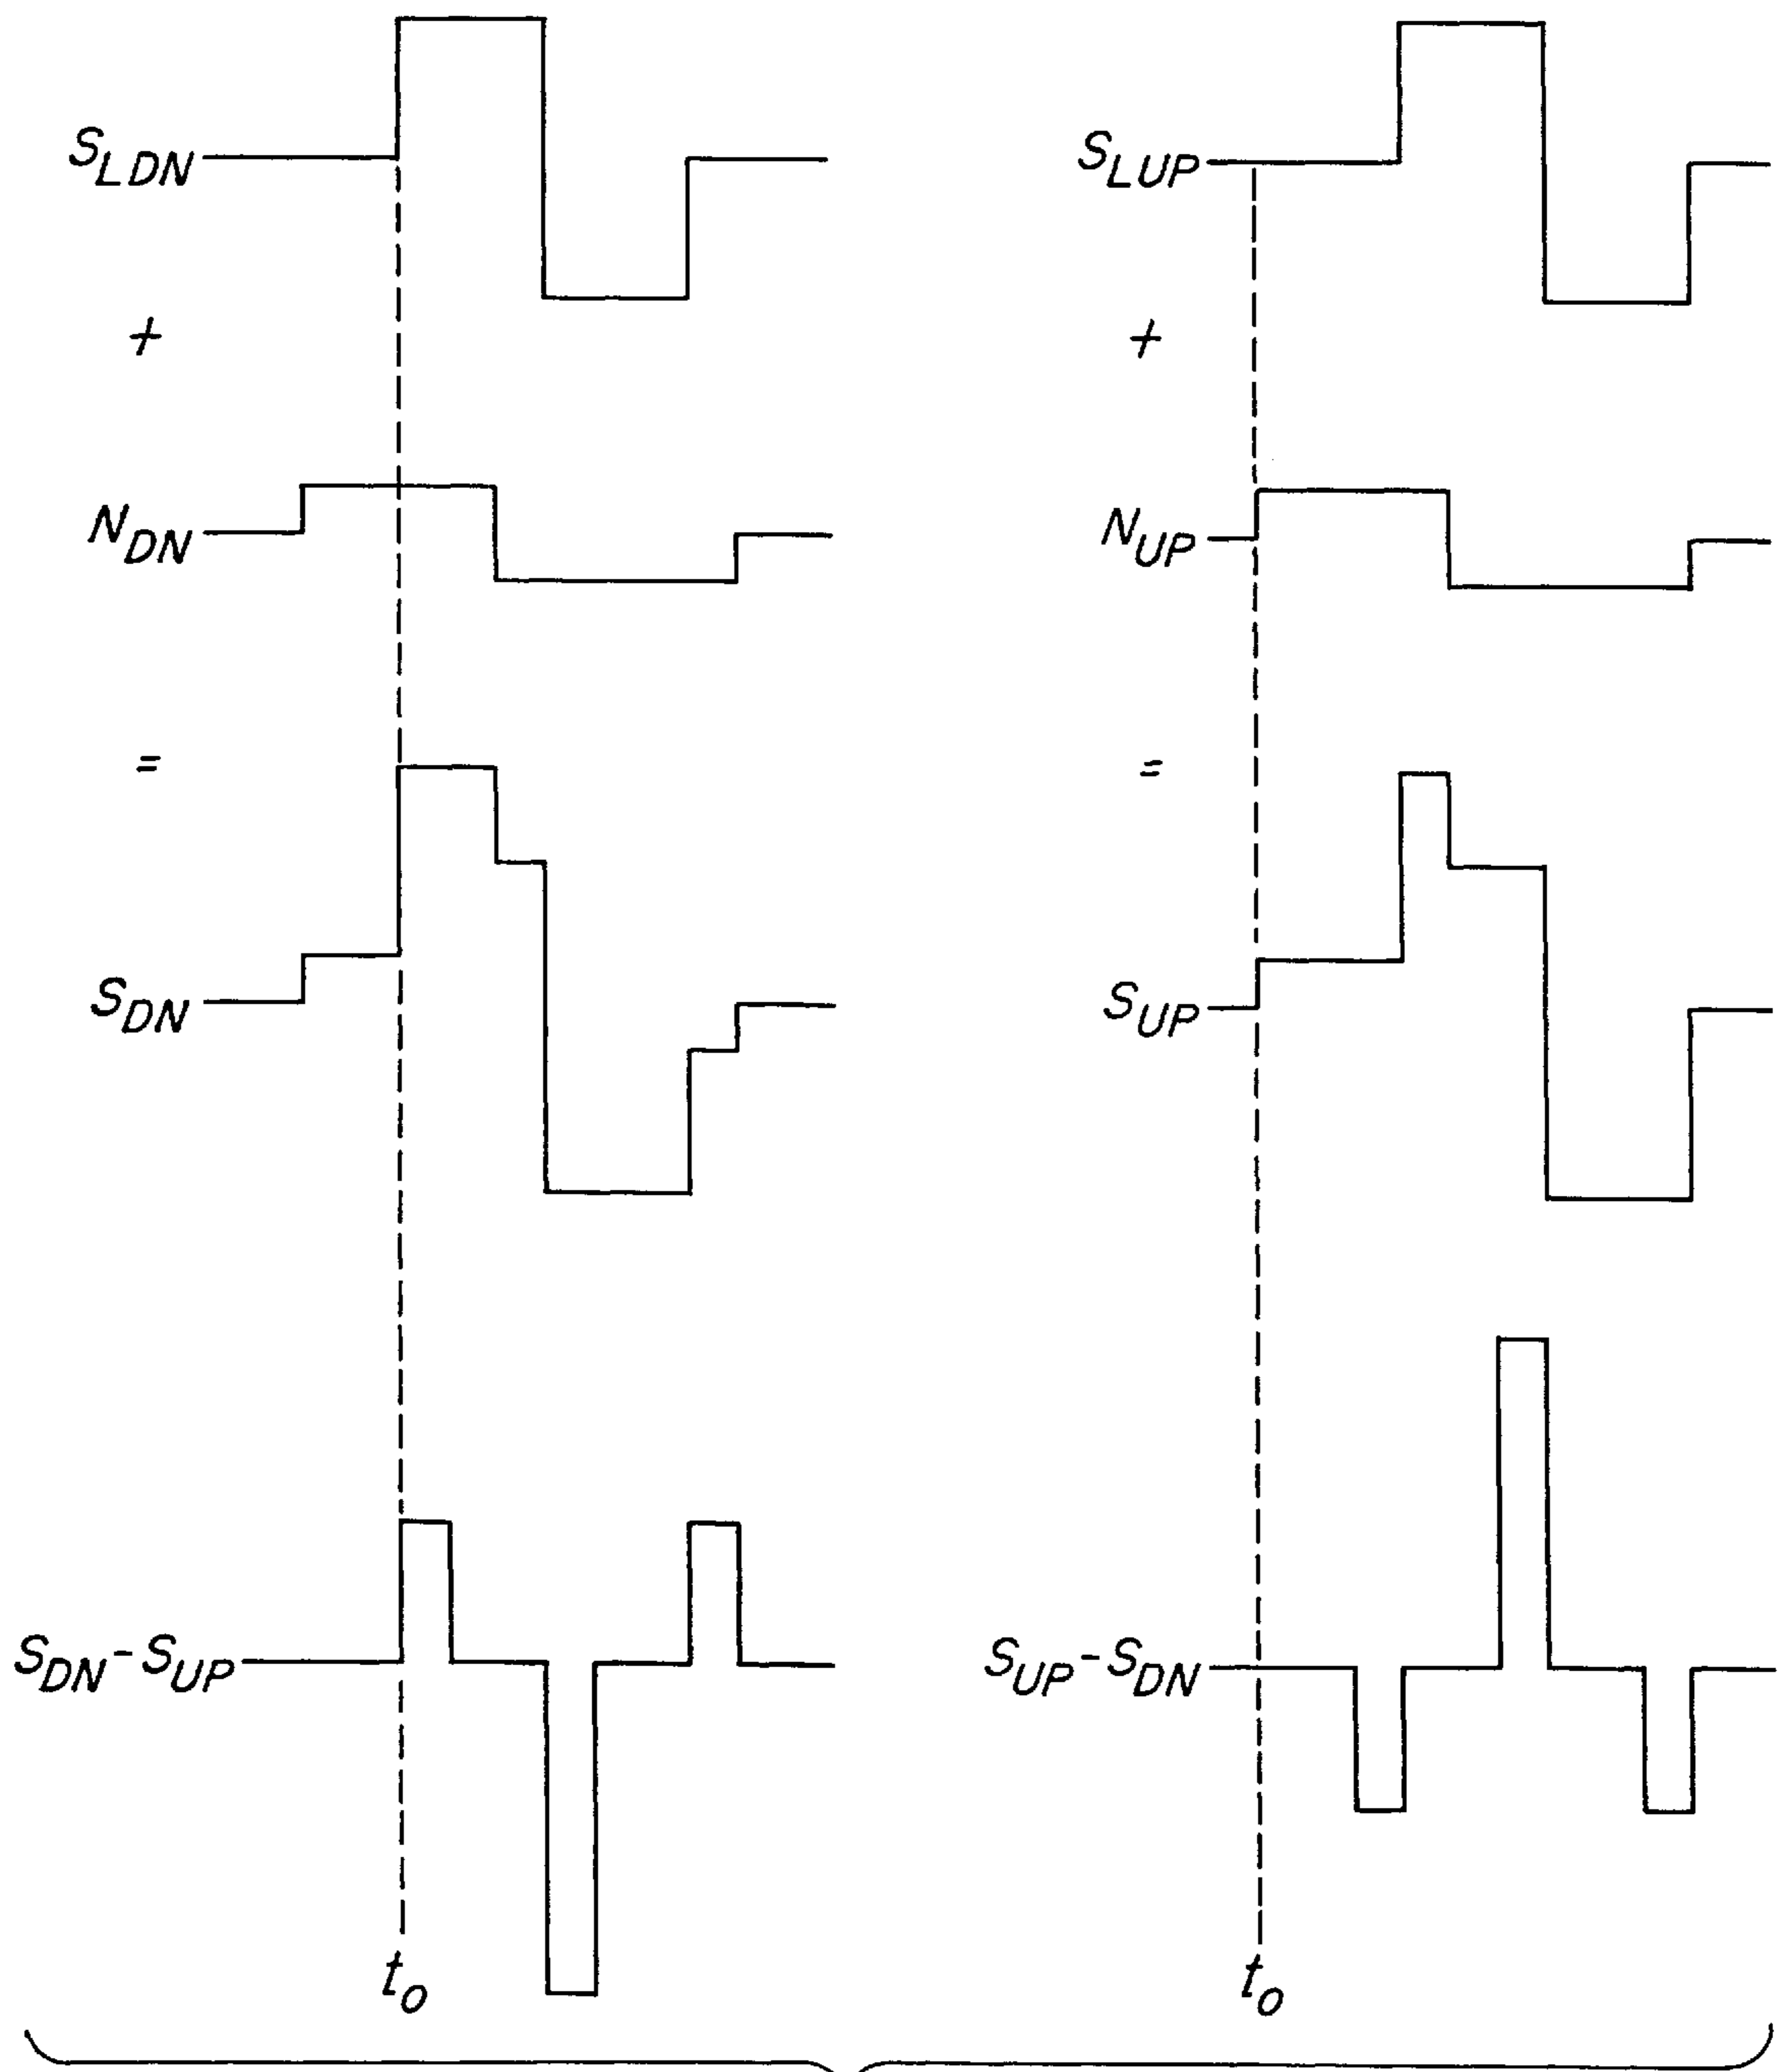 S_LDN
S_LUP
+
+
N_DN
N_UP
=
=
S_DN
S_UP
S_DN-S_UP
S_UP-S_DN
t_o
t_o